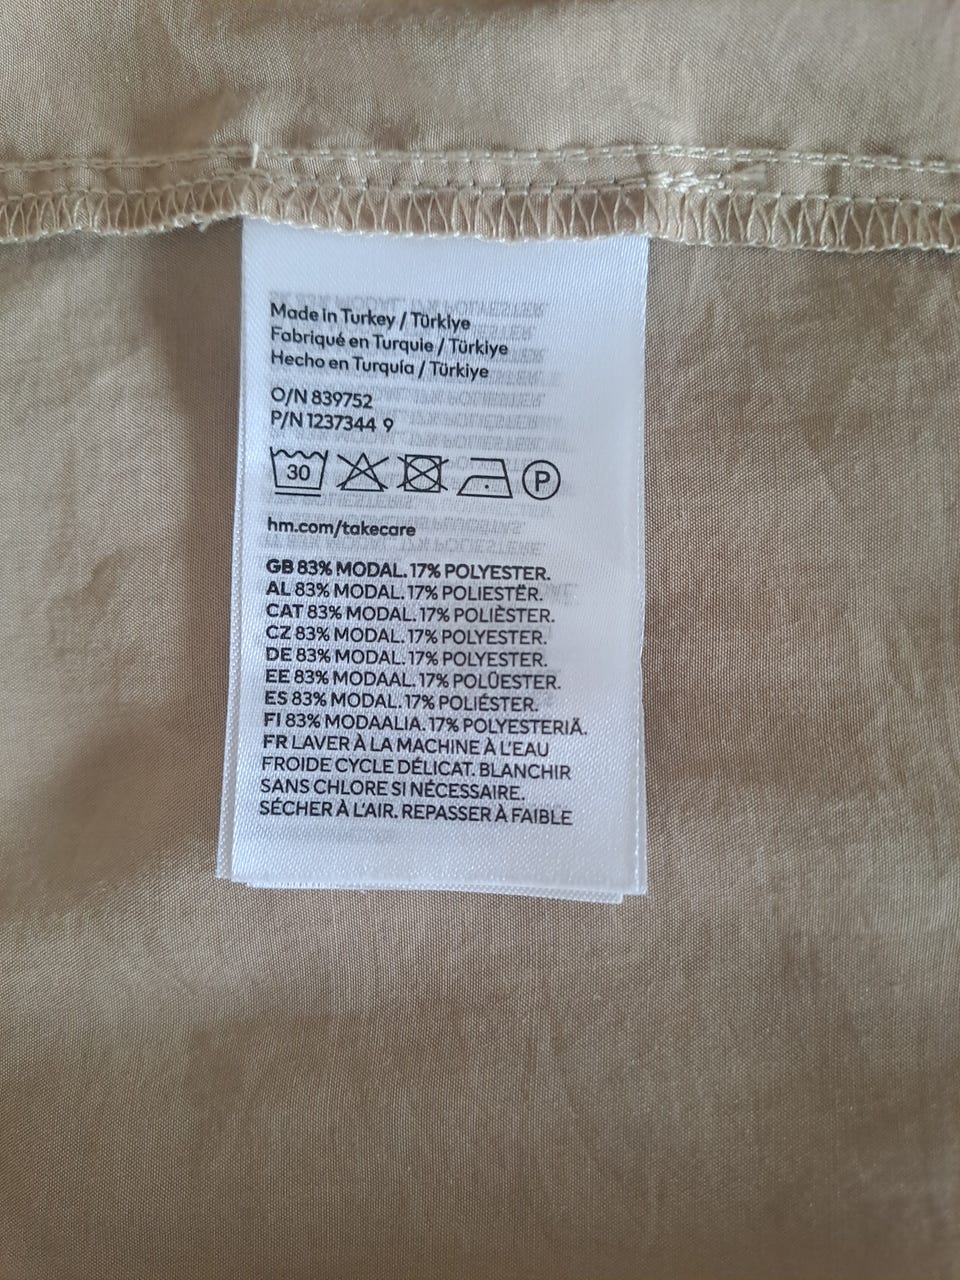 Made in Turkey / Türkiye
Fabriqué en Turquie / Türkiye
Hecho en Turquía / Türkiye
O/N 839752
P/N 1237344 9
30 P
hm.com/takecare
GB 83% MODAL. 17% POLYESTER.
AL 83% MODAL. 17% POLIESTËR.
CAT 83% MODAL. 17% POLIÈSTER.
CZ 83% MODAL. 17% POLYESTER.
DE 83% MODAL. 17% POLYESTER.
EE 83% MODAAL. 17% POLÜESTER.
ES 83% MODAL. 17% POLIÉSTER.
FI 83% MODAALIA. 17% POLYESTERIÄ.
FR LAVER À LA MACHINE À L'EAU
FROIDE CYCLE DÉLICAT. BLANCHIR
SANS CHLORE SI NÉCESSAIRE.
SÉCHER À L'AIR. REPASSER À FAIBLE